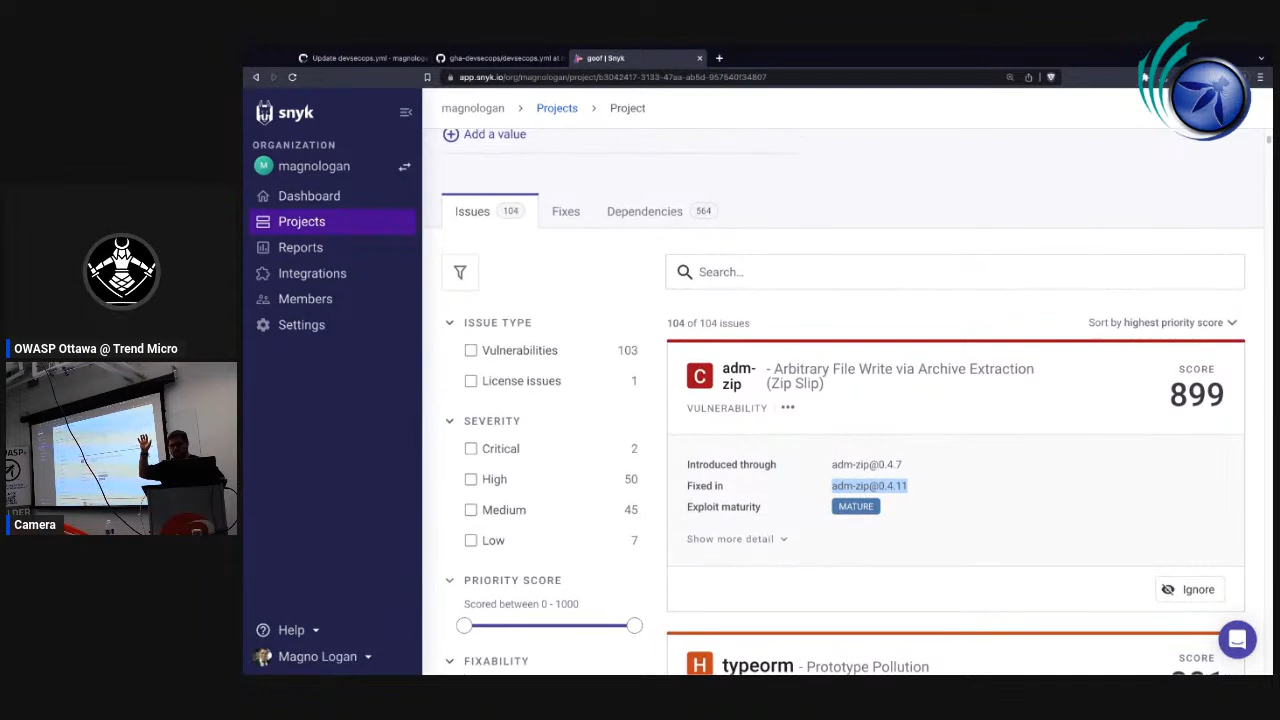 Update devsecops.yml · magnolog
gha-devsecops/devsecops.yml at
goof | Snyk
app.snyk.io/org/magnologan/project/b3042417-3133-47aa-ab5d-957540f34807
snyk
magnologan > Projects > Project
Add a value
ORGANIZATION
M magnologan
Dashboard
Projects
Reports
Integrations
Members
Settings
Help
Magno Logan
Issues 104 Fixes Dependencies 564
Search...
ISSUE TYPE
Vulnerabilities 103
License issues 1
SEVERITY
Critical 2
High 50
Medium 45
Low 7
PRIORITY SCORE
Scored between 0 - 1000
FIXABILITY
104 of 104 issues
Sort by highest priority score
C adm-zip - Arbitrary File Write via Archive Extraction
(Zip Slip)
VULNERABILITY
SCORE
899
Introduced through adm-zip@0.4.7
Fixed in adm-zip@0.4.11
Exploit maturity MATURE
Show more detail
Ignore
H typeorm - Prototype Pollution
SCORE
OWASP Ottawa @ Trend Micro
Camera